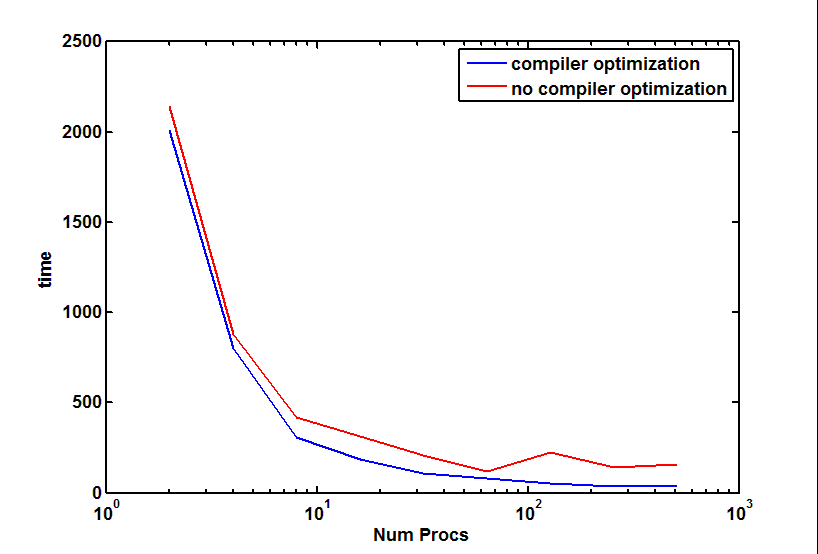 2500
2000
1500
1000
500
0
10^0
10^1
10^2
10^3
time
Num Procs
compiler optimization
no compiler optimization